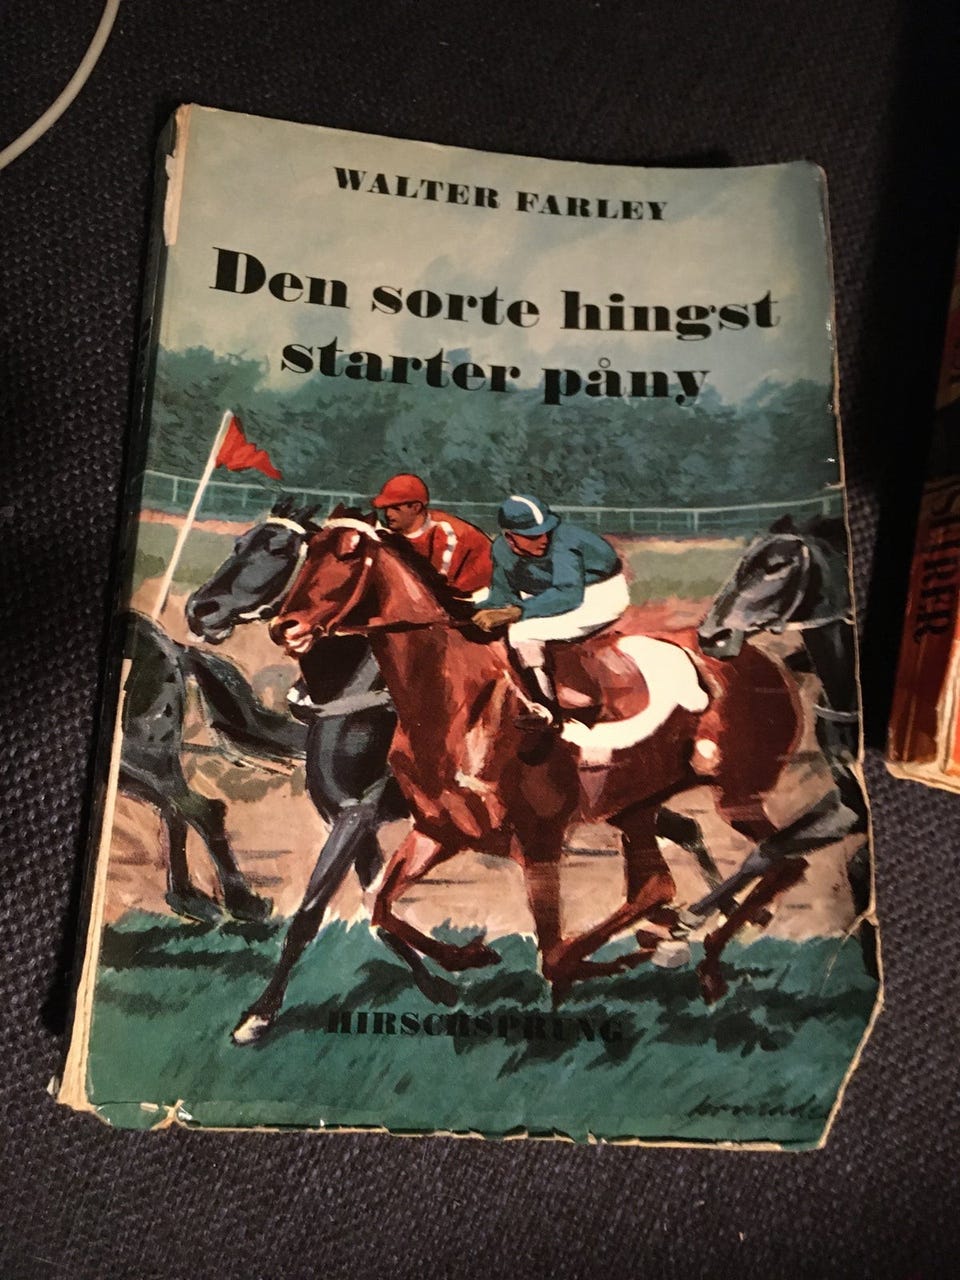 WALTER FARLEY
Den sorte hingst
starter påny
HIRSCHSPRUNG